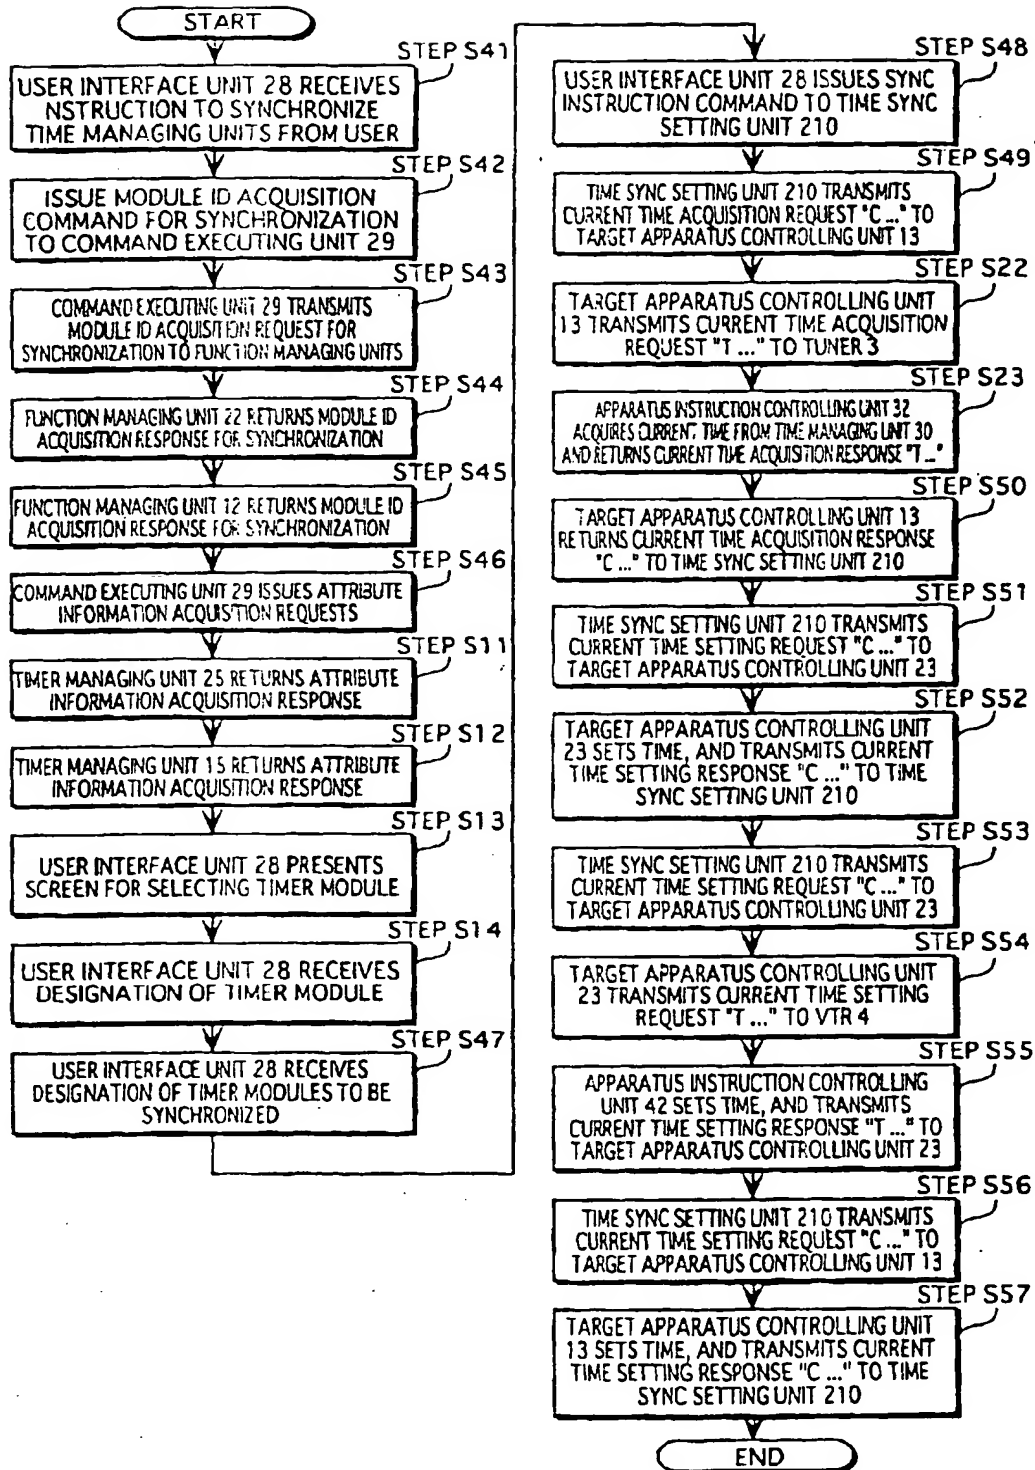 START
STEP S41
USER INTERFACE UNIT 28 RECEIVES
NSTRUCTION TO SYNCHRONIZE
TIME MANAGING UNITS FROM USER
STEP S42
ISSUE MODULE ID ACQUISITION
COMMAND FOR SYNCHRONIZATION
TO COMMAND EXECUTING UNIT 29
STEP S43
COMMAND EXECUTING UNIT 29 TRANSMITS
MODULE ID ACQUISITION REQUEST FOR
SYNCHRONIZATION TO FUNCTION MANAGING UNITS
STEP S44
FUNCTION MANAGING UNIT 22 RETURNS MODULE ID
ACQUISITION RESPONSE FOR SYNCHRONIZATION
STEP S45
FUNCTION MANAGING UNIT 12 RETURNS MODULE ID
ACQUISITION RESPONSE FOR SYNCHRONIZATION
STEP S46
COMMAND EXECUTING UNIT 29 ISSUES ATTRIBUTE
INFORMATION ACQUISTION REQUESTS
STEP S11
TIMER MANAGING UNIT 25 RETURNS ATTRIBUTE
INFORMATION ACQUISITION RESPONSE
STEP S12
TIMER MANAGING UNIT 15 RETURNS ATTRIBUTE
INFORMATION ACQUISITION RESPONSE
STEP S13
USER INTERFACE UNIT 28 PRESENTS
SCREEN FOR SELECTING TIMER MODULE
STEP S14
USER INTERFACE UNIT 28 RECEIVES
DESIGNATION OF TIMER MODULE
STEP S47
USER INTERFACE UNIT 28 RECEIVES
DESIGNATION OF TIMER MODULES TO BE
SYNCHRONIZED
STEP S48
USER INTERFACE UNIT 28 ISSUES SYNC
INSTRUCTION COMMAND TO TIME SYNC
SETTING UNIT 210
STEP S49
TIME SYNC SETTING UNIT 210 TRANSMITS
CURRENT TIME ACQUISITION REQUEST "C ..." TO
TARGET APPARATUS CONTROLLING UNIT 13
STEP S22
TARGET APPARATUS CONTROLLING UNIT
13 TRANSMITS CURRENT TIME ACQUISITION
REQUEST "T ..." TO TUNER 3
STEP S23
APPARATUS INSTRUCTION CONTROLLING UNIT 32
ACQUIRES CURRENT TIME FROM TIME MANAGING UNIT 30
AND RETURNS CURRENT TIME ACQUISITION RESPONSE "T ..."
STEP S50
TARGET APPARATUS CONTROLLING UNIT 13
RETURNS CURRENT TIME ACQUISITION RESPONSE
"C ..." TO TIME SYNC SETTING UNIT 210
STEP S51
TIME SYNC SETTING UNIT 210 TRANSMITS
CURRENT TIME SETTING REQUEST "C ..." TO
TARGET APPARATUS CONTROLLING UNIT 23
STEP S52
TARGET APPARATUS CONTROLLING UNIT
23 SETS TIME, AND TRANSMITS CURRENT
TIME SETTING RESPONSE "C ..." TO TIME
SYNC SETTING UNIT 210
STEP S53
TIME SYNC SETTING UNIT 210 TRANSMITS
CURRENT TIME SETTING REQUEST "C ..." TO
TARGET APPARATUS CONTROLLING UNIT 23
STEP S54
TARGET APPARATUS CONTROLLING UNIT
23 TRANSMITS CURRENT TIME SETTING
REQUEST "T ..." TO VTR 4
STEP S55
APPARATUS INSTRUCTION CONTROLLING
UNIT 42 SETS TIME, AND TRANSMITS
CURRENT TIME SETTING RESPONSE "T ..." TO
TARGET APPARATUS CONTROLLING UNIT 23
STEP S56
TIME SYNC SETTING UNIT 210 TRANSMITS
CURRENT TIME SETTING REQUEST "C ..." TO
TARGET APPARATUS CONTROLLING UNIT 13
STEP S57
TARGET APPARATUS CONTROLLING UNIT
13 SETS TIME, AND TRANSMITS CURRENT
TIME SETTING RESPONSE "C ..." TO TIME
SYNC SETTING UNIT 210
END